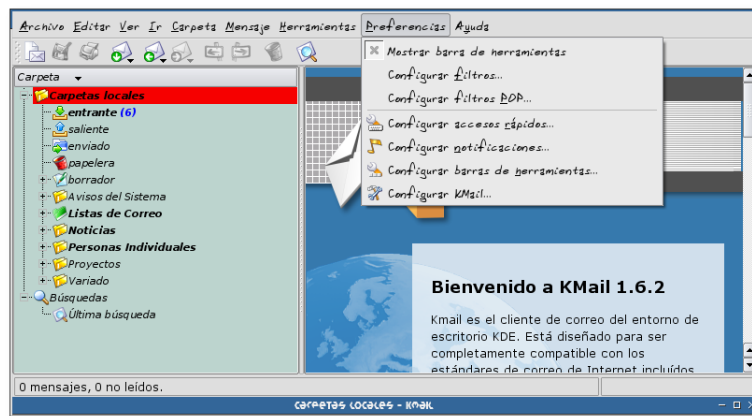 Archivo Editar Ver Ir Carpeta Mensaje Herramientas Preferencias Ayuda
Mostrar barra de herramientas
Configurar filtros...
Configurar filtros POP...
Configurar accesos rápidos...
Configurar notificaciones...
Configurar barras de herramientas...
Configurar KMail...
Carpeta
Carpetas locales
entrante (6)
saliente
enviado
papelera
borrador
Avisos del Sistema
Listas de Correo
Noticias
Personas Individuales
Proyectos
Variado
Búsquedas
Última búsqueda
Bienvenido a KMail 1.6.2
Kmail es el cliente de correo del entorno de
escritorio KDE. Está diseñado para ser
completamente compatible con los
estándares de correo de Internet incluidos
0 mensajes, 0 no leídos.
Carpetas locales - KMail